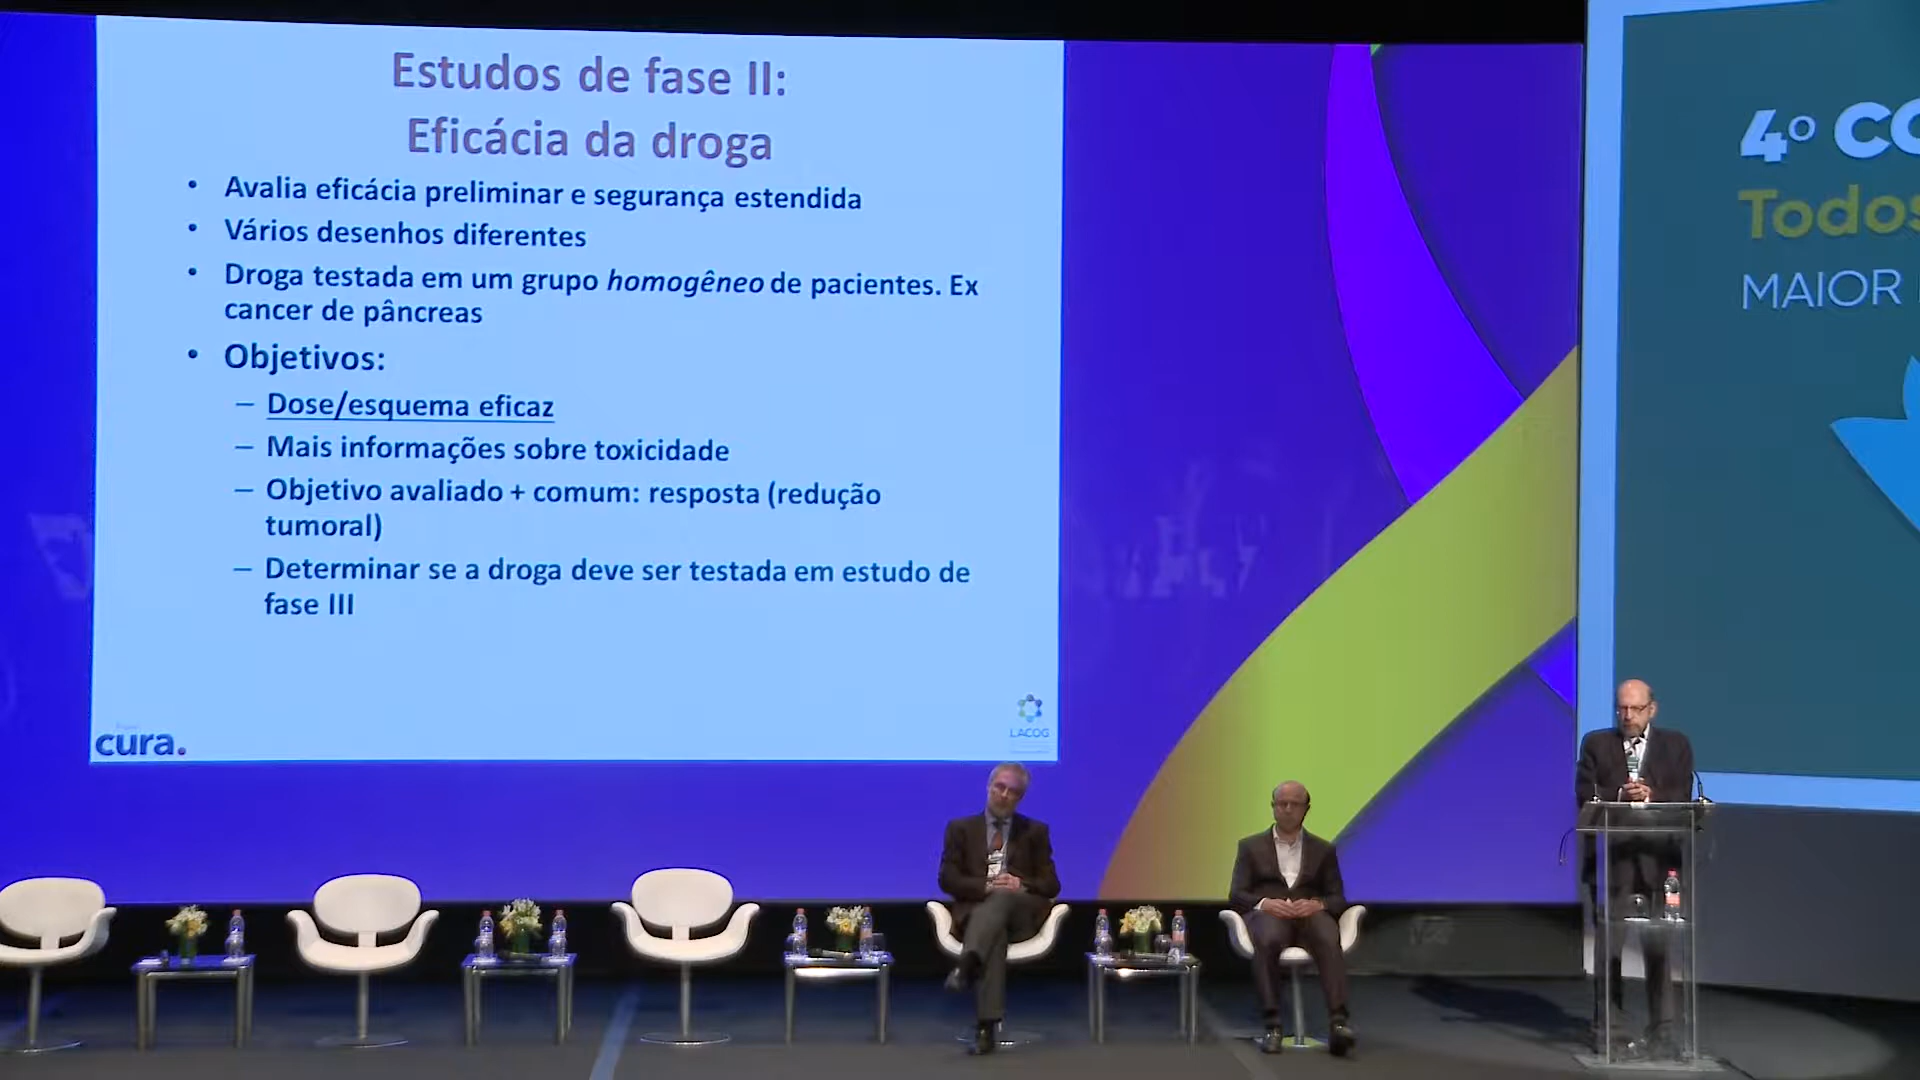 Estudos de fase II:
Eficácia da droga
• Avalia eficácia preliminar e segurança estendida
• Vários desenhos diferentes
• Droga testada em um grupo homogêneo de pacientes. Ex
cancer de pâncreas
• Objetivos:
– Dose/esquema eficaz
– Mais informações sobre toxicidade
– Objetivo avaliado + comum: resposta (redução
tumoral)
– Determinar se a droga deve ser testada em estudo de
fase III
cura.
LACOG
4º CO
Todos
MAIOR